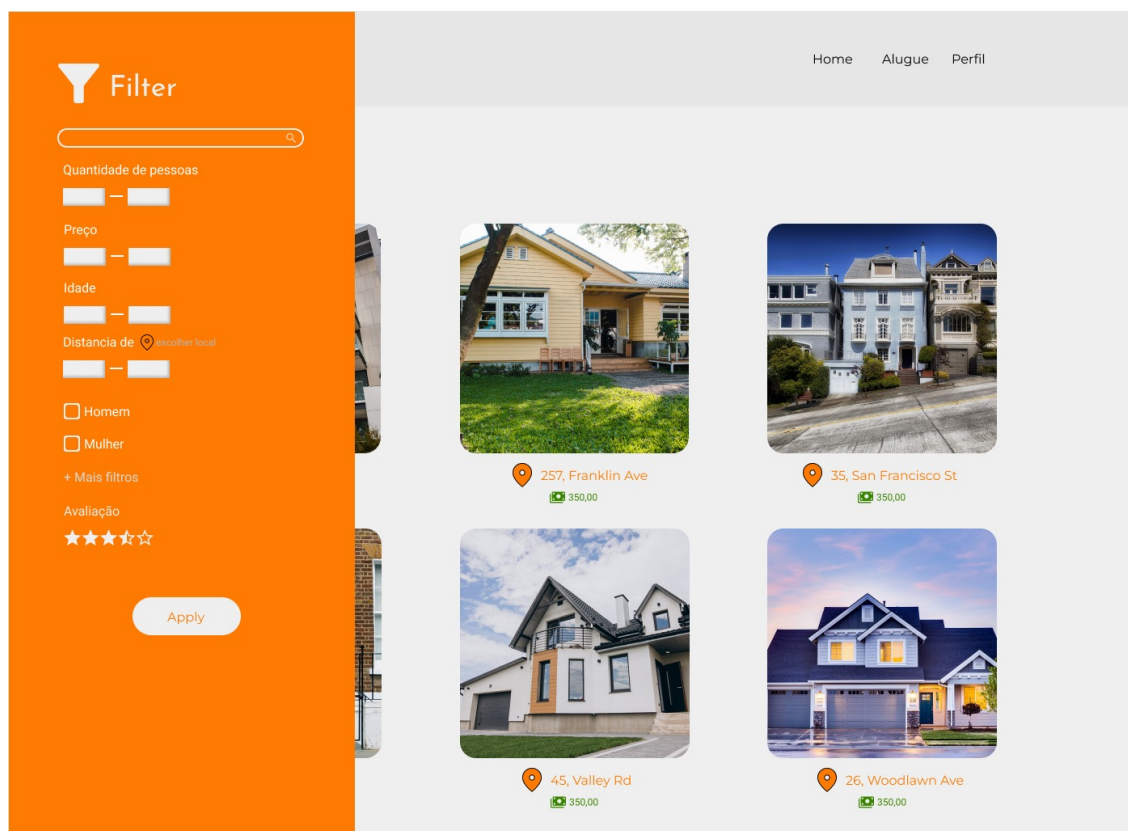 Filter
Quantidade de pessoas
Preço
Idade
Distancia de escolher local
Homem
Mulher
+ Mais filtros
Avaliação
Apply
Home Alugue Perfil
257, Franklin Ave
350,00
35, San Francisco St
350,00
45, Valley Rd
350,00
26, Woodlawn Ave
350,00